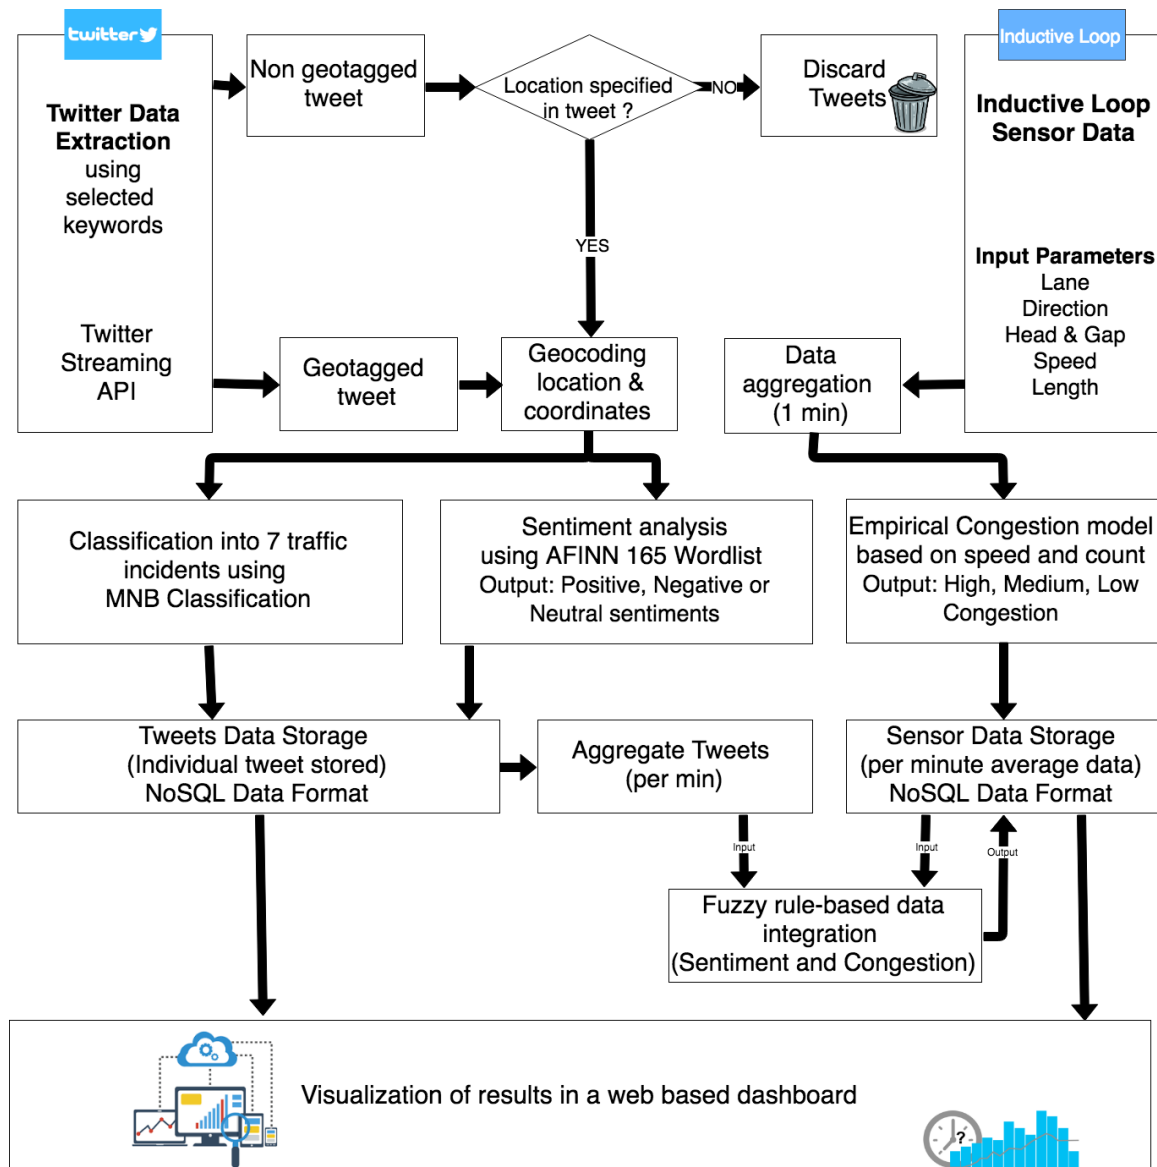 twitter
Inductive Loop
Twitter Data
Extraction
using
selected
keywords
Twitter
Streaming
API
Non geotagged
tweet
Location specified
in tweet ?
NO
Discard
Tweets
YES
Inductive Loop
Sensor Data
Input Parameters
Lane
Direction
Head & Gap
Speed
Length
Geotagged
tweet
Geocoding
location &
coordinates
Data
aggregation
(1 min)
Classification into 7 traffic
incidents using
MNB Classification
Sentiment analysis
using AFINN 165 Wordlist
Output: Positive, Negative or
Neutral sentiments
Empirical Congestion model
based on speed and count
Output: High, Medium, Low
Congestion
Tweets Data Storage
(Individual tweet stored)
NoSQL Data Format
Aggregate Tweets
(per min)
Sensor Data Storage
(per minute average data)
NoSQL Data Format
Input
Input
Output
Fuzzy rule-based data
integration
(Sentiment and Congestion)
Visualization of results in a web based dashboard
?